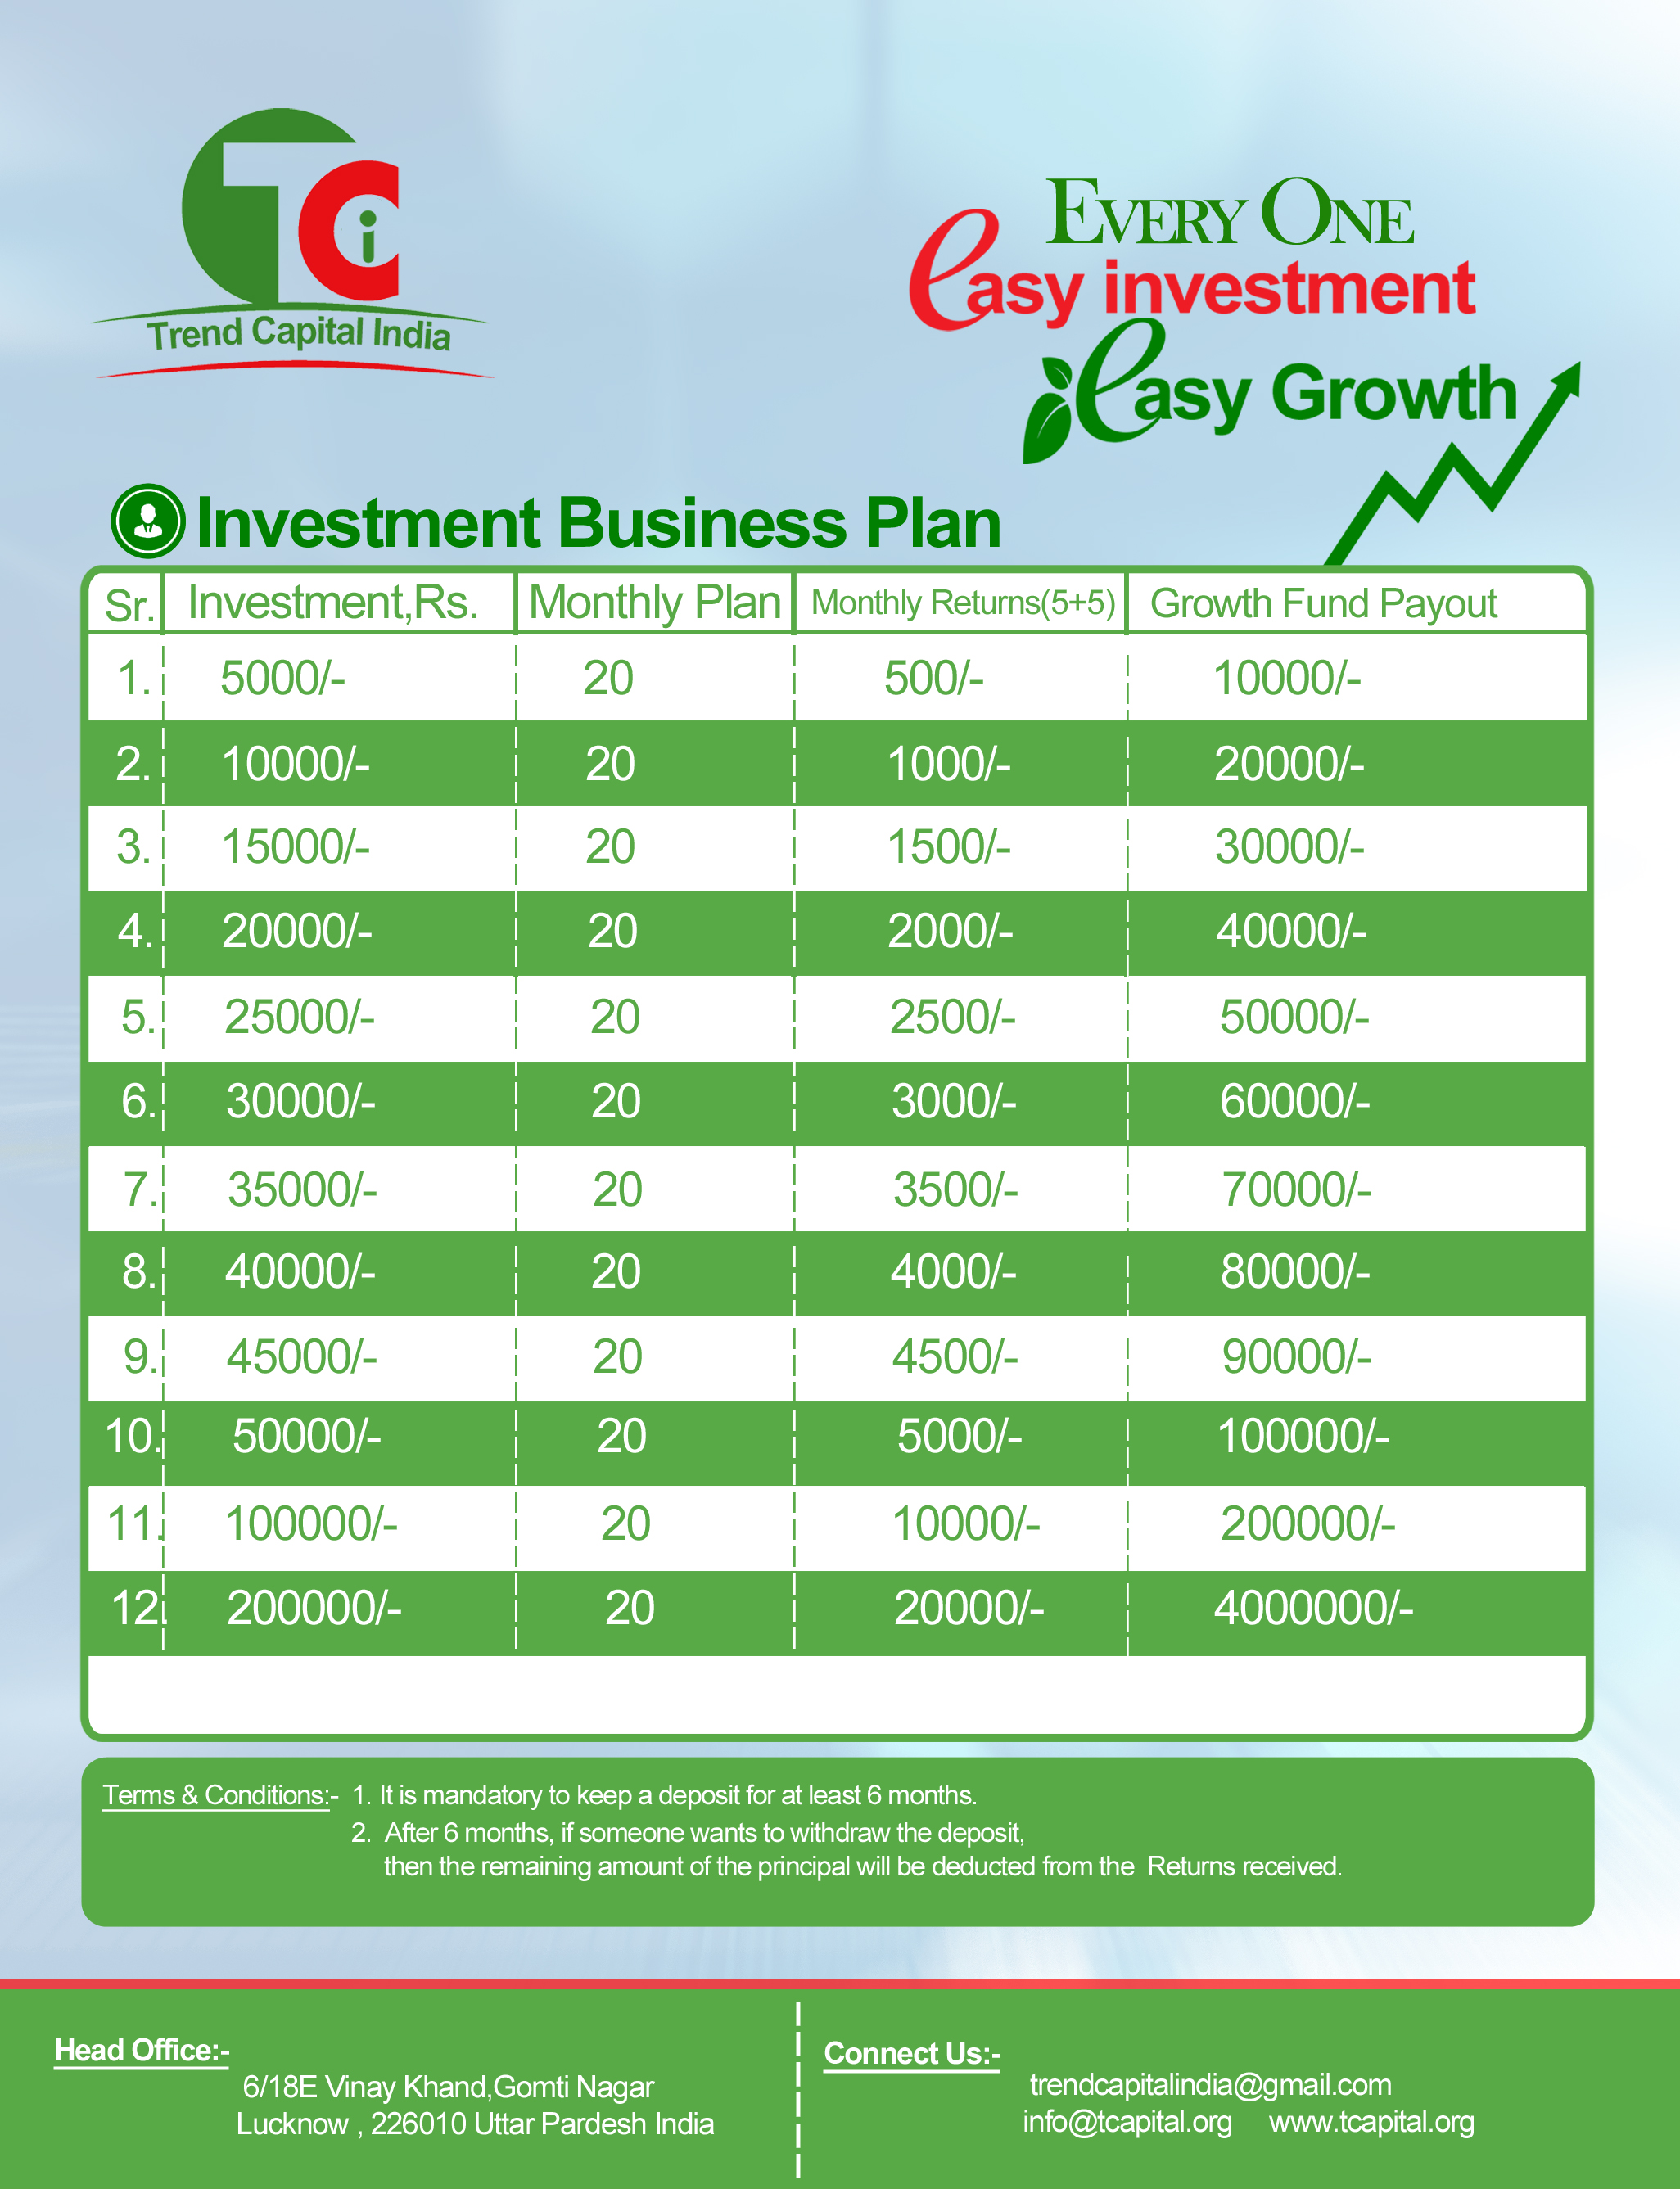 TCi
Trend Capital India
EVERY ONE
easy investment
easy Growth
Investment Business Plan
Sr. Investment,Rs. Monthly Plan Monthly Returns(5+5) Growth Fund Payout
1. 5000/- 20 500/- 10000/-
2. 10000/- 20 1000/- 20000/-
3. 15000/- 20 1500/- 30000/-
4. 20000/- 20 2000/- 40000/-
5. 25000/- 20 2500/- 50000/-
6. 30000/- 20 3000/- 60000/-
7. 35000/- 20 3500/- 70000/-
8. 40000/- 20 4000/- 80000/-
9. 45000/- 20 4500/- 90000/-
10. 50000/- 20 5000/- 100000/-
11. 100000/- 20 10000/- 200000/-
12. 200000/- 20 20000/- 4000000/-
Terms & Conditions:- 1. It is mandatory to keep a deposit for at least 6 months.
2. After 6 months, if someone wants to withdraw the deposit,
then the remaining amount of the principal will be deducted from the Returns received.
Head Office:-
6/18E Vinay Khand,Gomti Nagar
Lucknow , 226010 Uttar Pardesh India
Connect Us:-
trendcapitalindia@gmail.com
info@tcapital.org www.tcapital.org